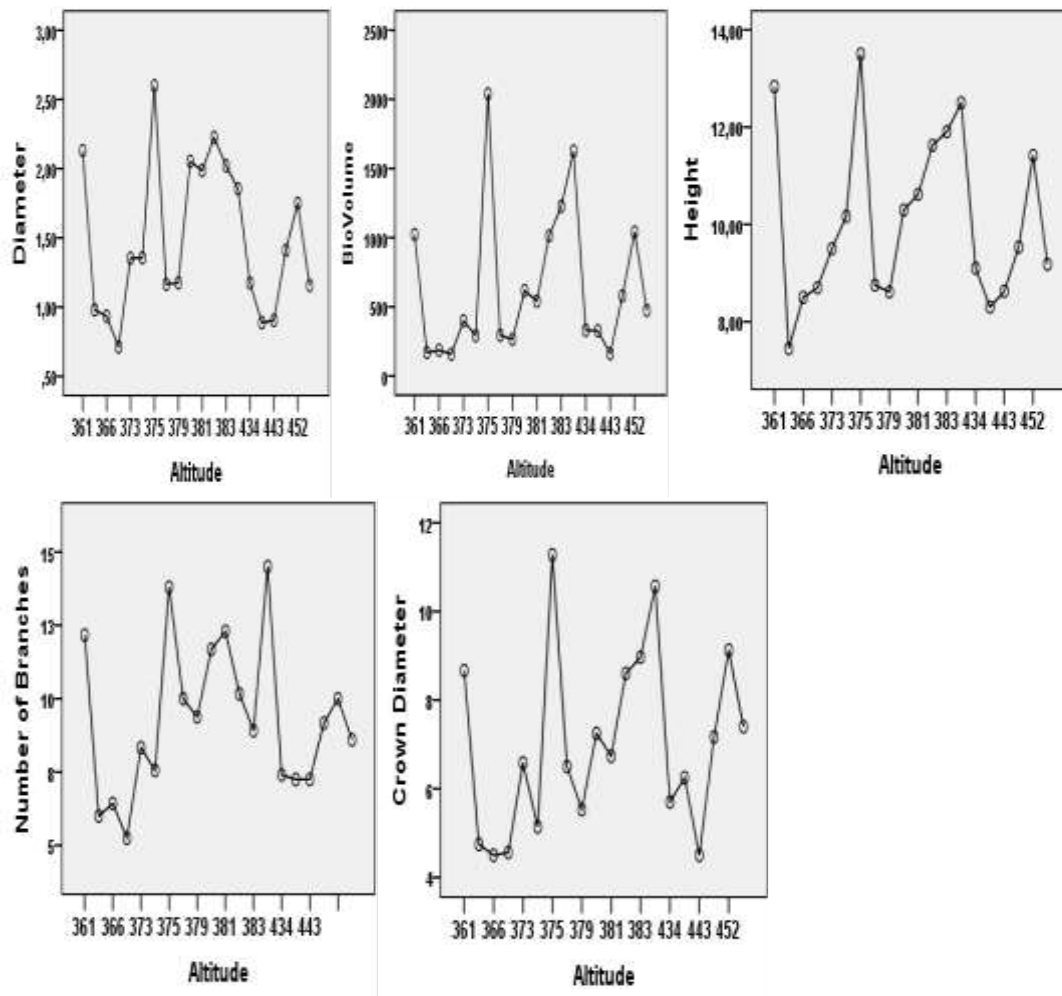 Diameter
3,00
2,50
2,00
1,50
1,00
,50
361 366 373 375 379 381 383 434 443 452
Altitude
BioVolume
2500
2000
1500
1000
500
0
361 366 373 375 379 381 383 434 443 452
Altitude
Height
14,00
12,00
10,00
8,00
361 366 373 375 379 381 383 434 443 452
Altitude
Number of Branches
15
13
10
8
5
361 366 373 375 379 381 383 434 443
Altitude
Crown Diameter
12
10
8
6
4
361 366 373 375 379 381 383 434 443 452
Altitude